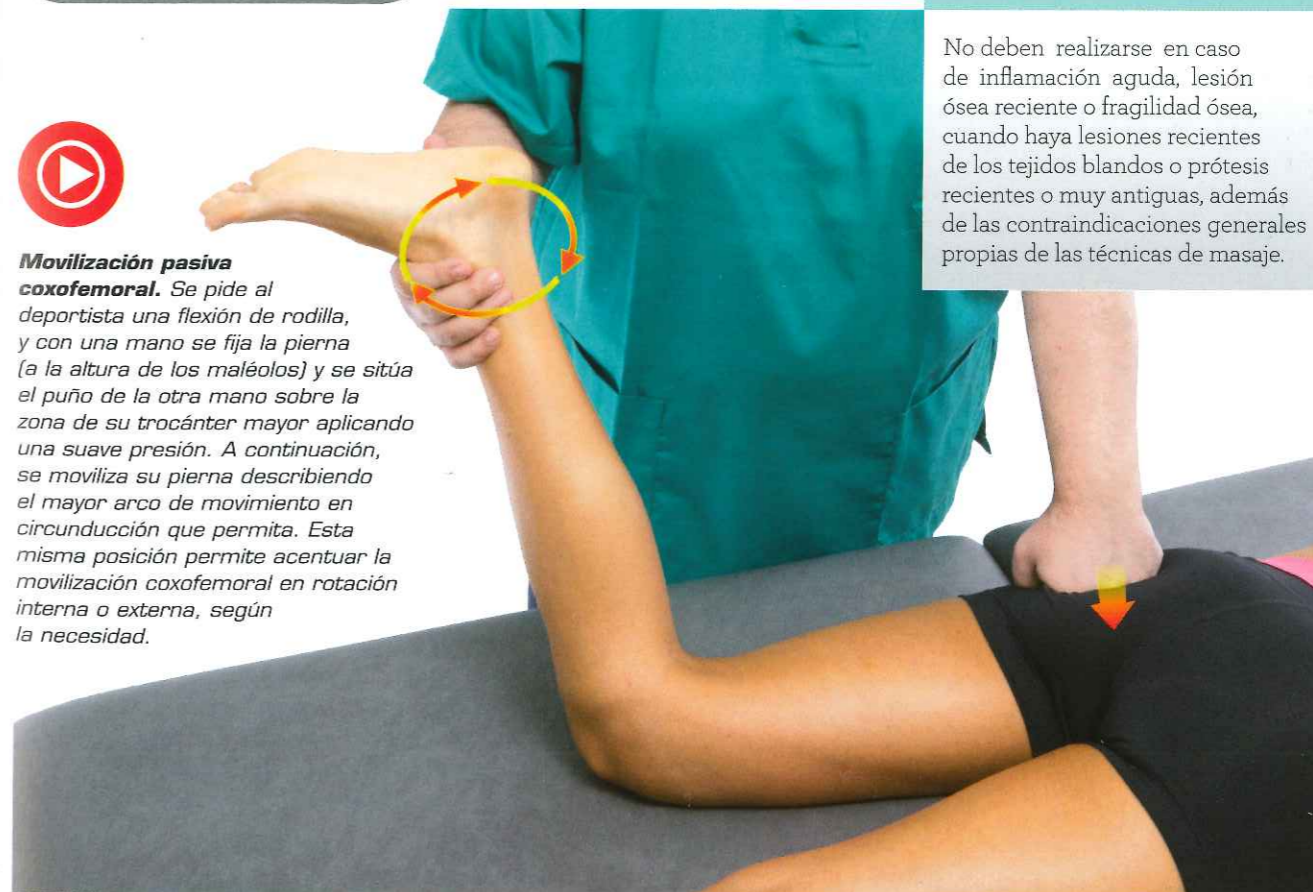 Movilización pasiva
coxofemoral. Se pide al
deportista una flexión de rodilla,
y con una mano se fija la pierna
(a la altura de los maléolos) y se sitúa
el puño de la otra mano sobre la
zona de su trocánter mayor aplicando
una suave presión. A continuación,
se moviliza su pierna describiendo
el mayor arco de movimiento en
circunducción que permita. Esta
misma posición permite acentuar la
movilización coxofemoral en rotación
interna o externa, según
la necesidad.
No deben realizarse en caso
de inflamación aguda, lesión
ósea reciente o fragilidad ósea,
cuando haya lesiones recientes
de los tejidos blandos o prótesis
recientes o muy antiguas, además
de las contraindicaciones generales
propias de las técnicas de masaje.